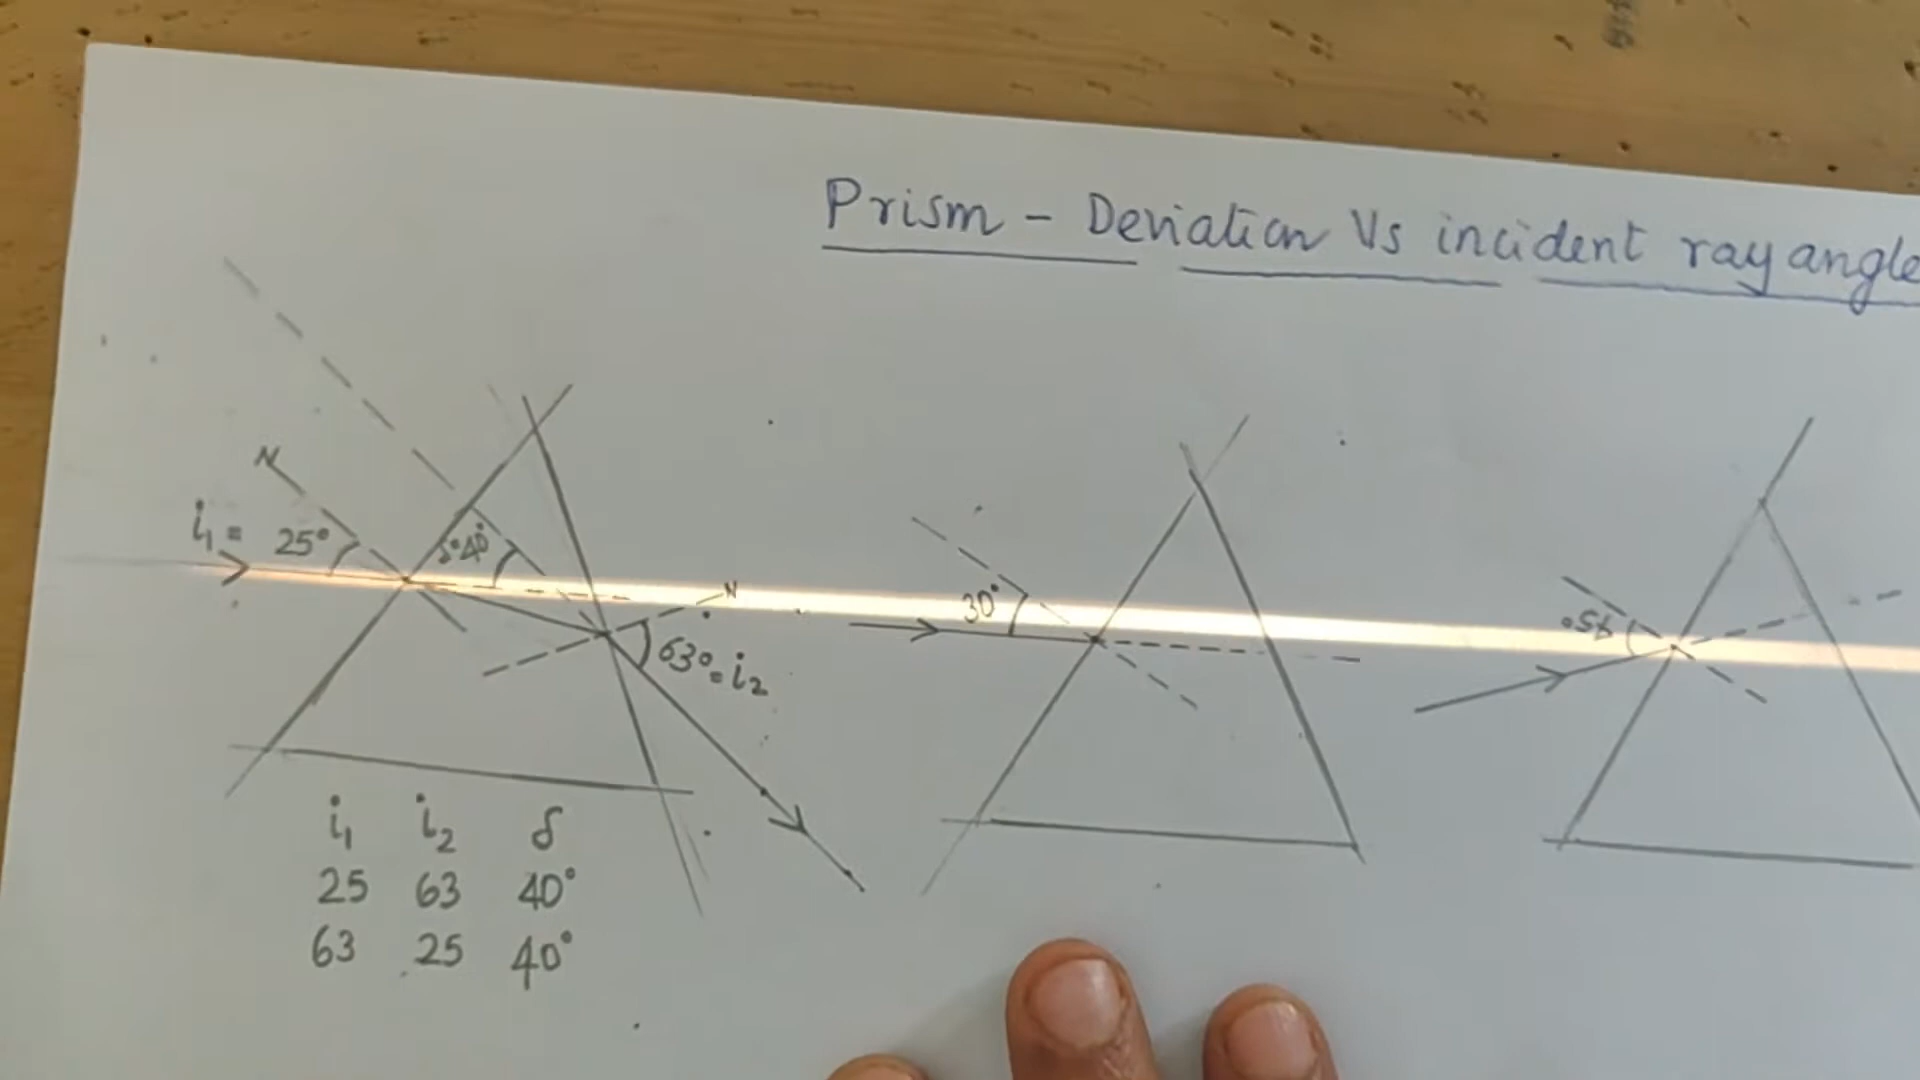 Prism - Deviation Vs incident ray angle
N
i₁ = 25°
δ=40°
N
63° = i₂
30°
45°
i₁ i₂ δ
25 63 40°
63 25 40°